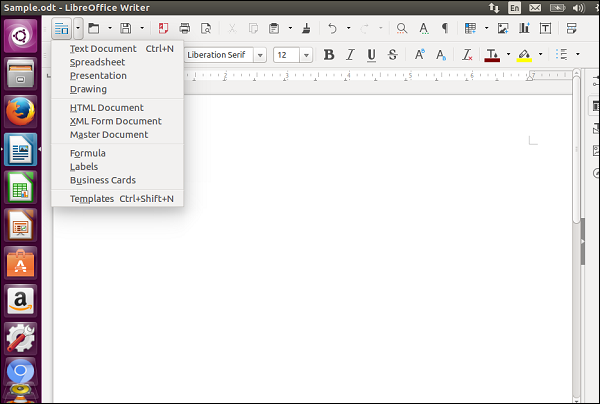 Sample.odt - LibreOffice Writer
En
Text Document Ctrl+N
Spreadsheet
Presentation
Drawing
HTML Document
XML Form Document
Master Document
Formula
Labels
Business Cards
Templates Ctrl+Shift+N
Liberation Serif
12